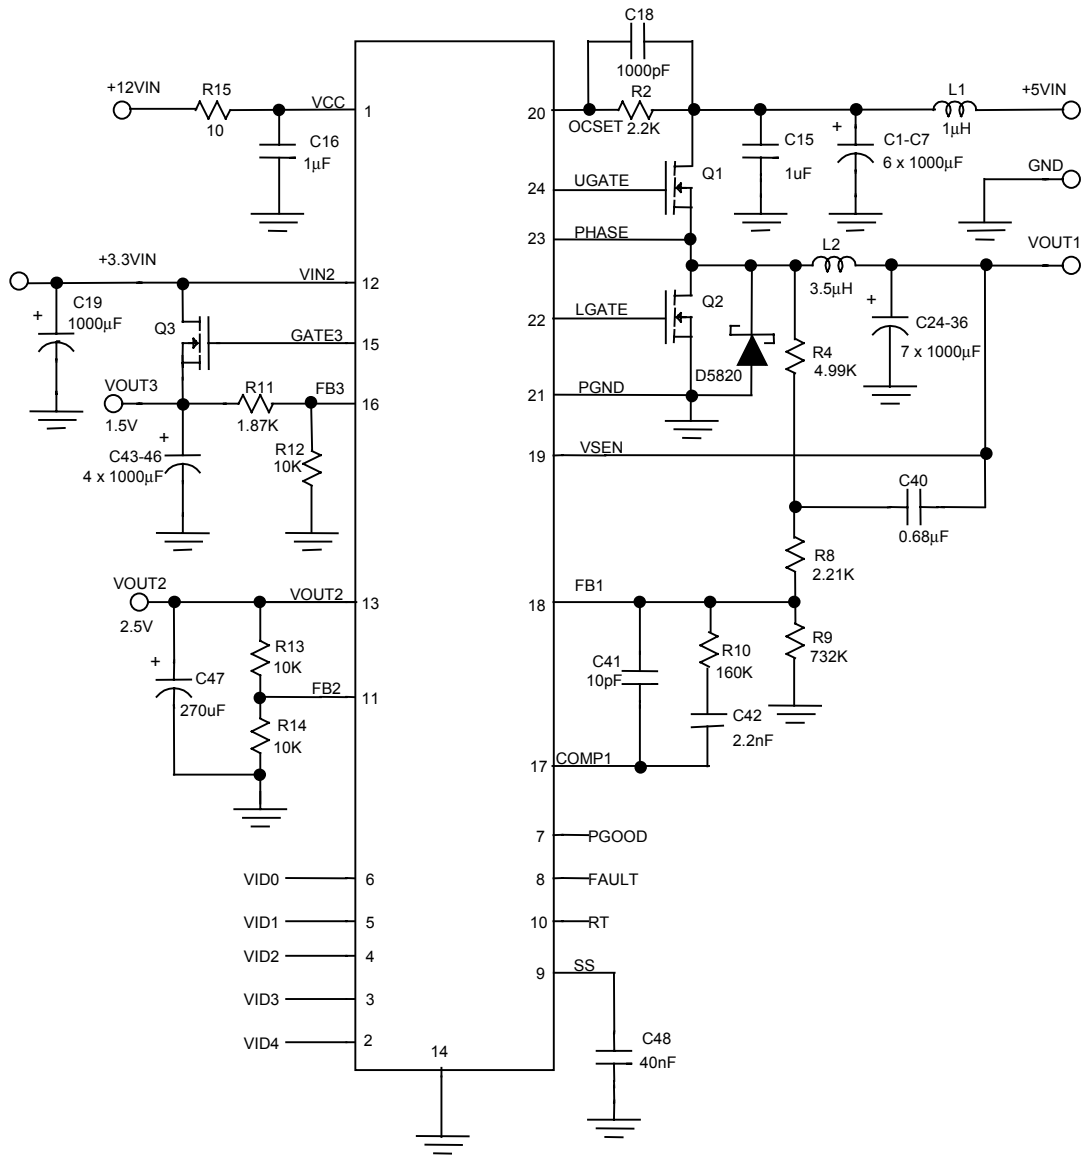 C18
1000pF
+12VIN
R15
10
VCC
1
C16
1µF
20
OCSET
R2
2.2K
L1
1µH
+5VIN
C15
1uF
+
C1-C7
6 x 1000µF
GND
24
UGATE
Q1
23
PHASE
VOUT1
+3.3VIN
VIN2
12
L2
3.5µH
C19
1000µF
+
Q3
GATE3
15
22
LGATE
Q2
+
C24-36
7 x 1000µF
D5820
R4
4.99K
VOUT3
1.5V
R11
1.87K
FB3
16
21
PGND
+
C43-46
4 x 1000µF
R12
10K
19
VSEN
C40
0.68µF
R8
2.21K
VOUT2
2.5V
VOUT2
13
18
FB1
R13
10K
R9
732K
+
C47
270uF
FB2
11
C41
10pF
R10
160K
R14
10K
C42
2.2nF
17
COMP1
7
PGOOD
VID0
6
8
FAULT
VID1
5
10
RT
VID2
4
9
SS
VID3
3
VID4
2
14
C48
40nF